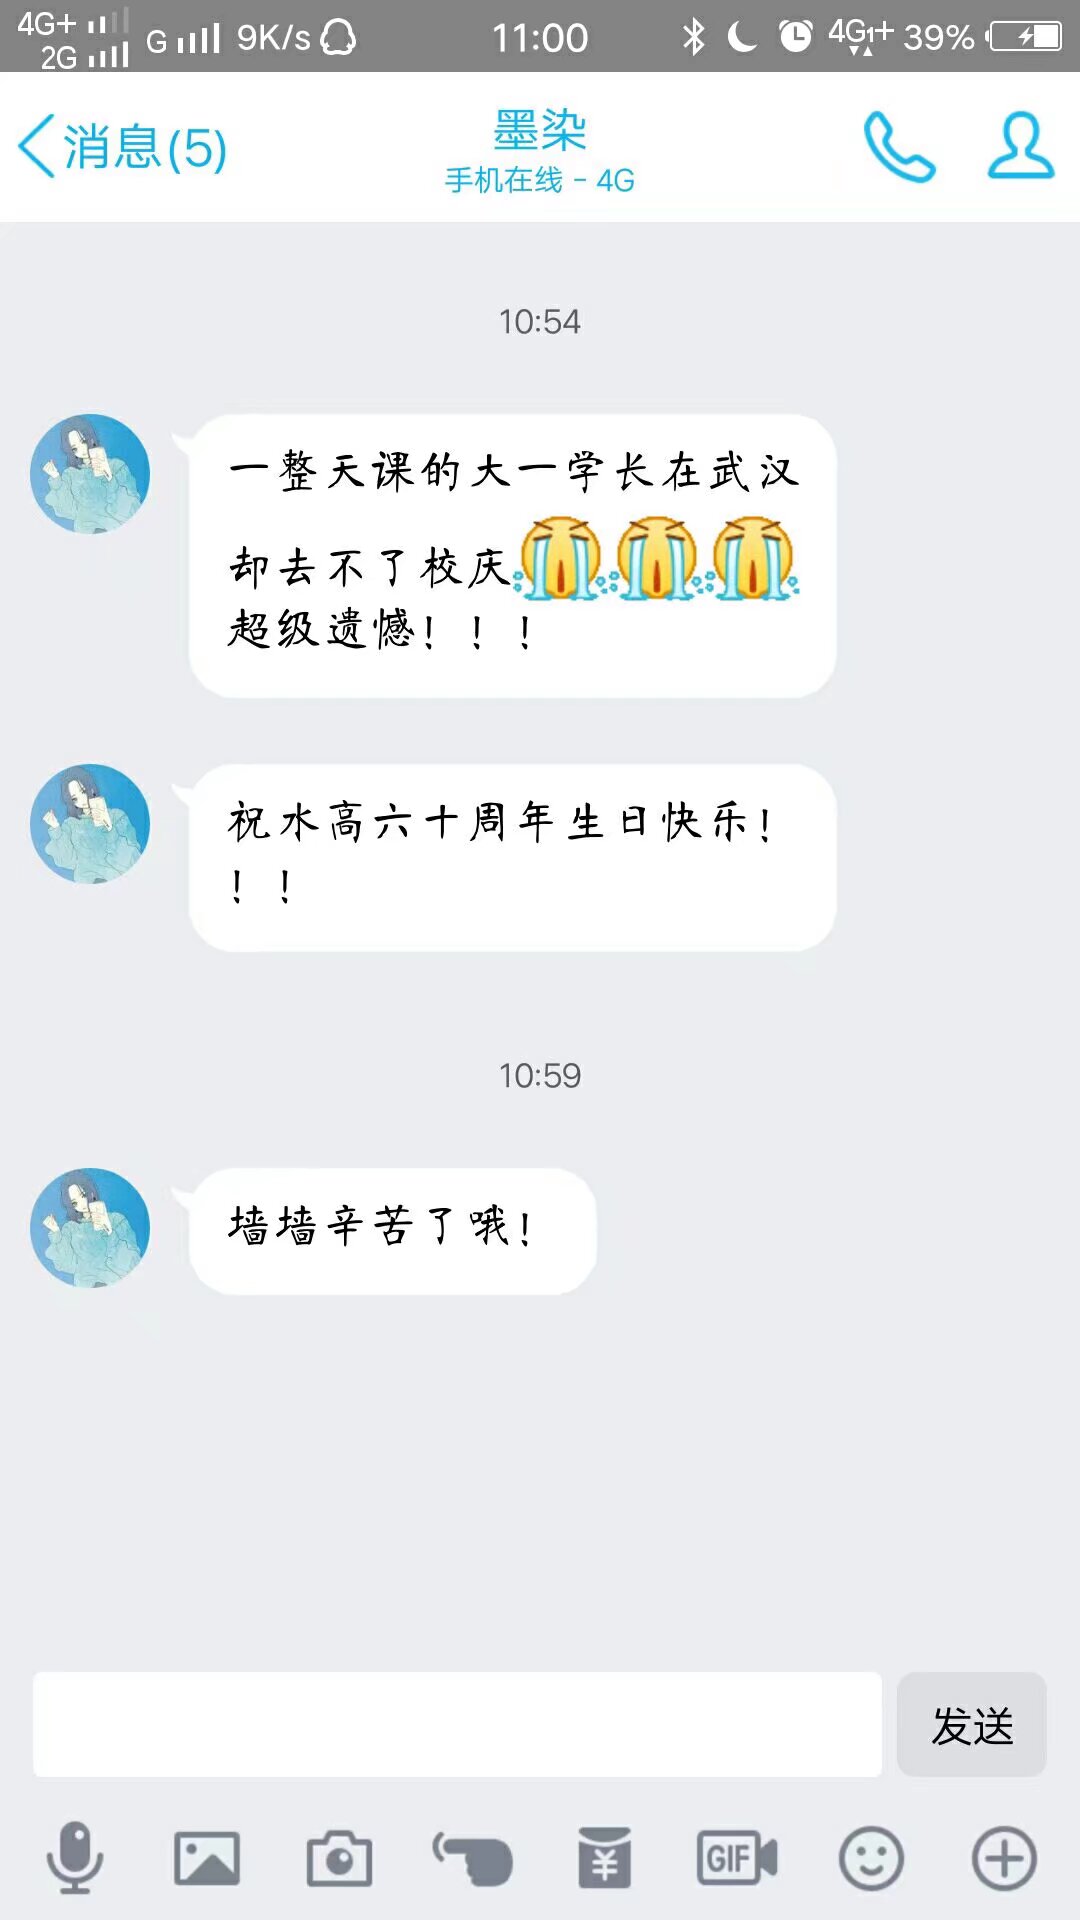 4G+
2G
G 9K/s 11:00 4G1+ 39%
消息(5)
墨染
手机在线 - 4G
10:54
一整天课的大一学长在武汉
却去不了校庆😭😭😭
超级遗憾！！！
祝水高六十周年生日快乐！
！！
10:59
墙墙辛苦了哦！
发送
GIF